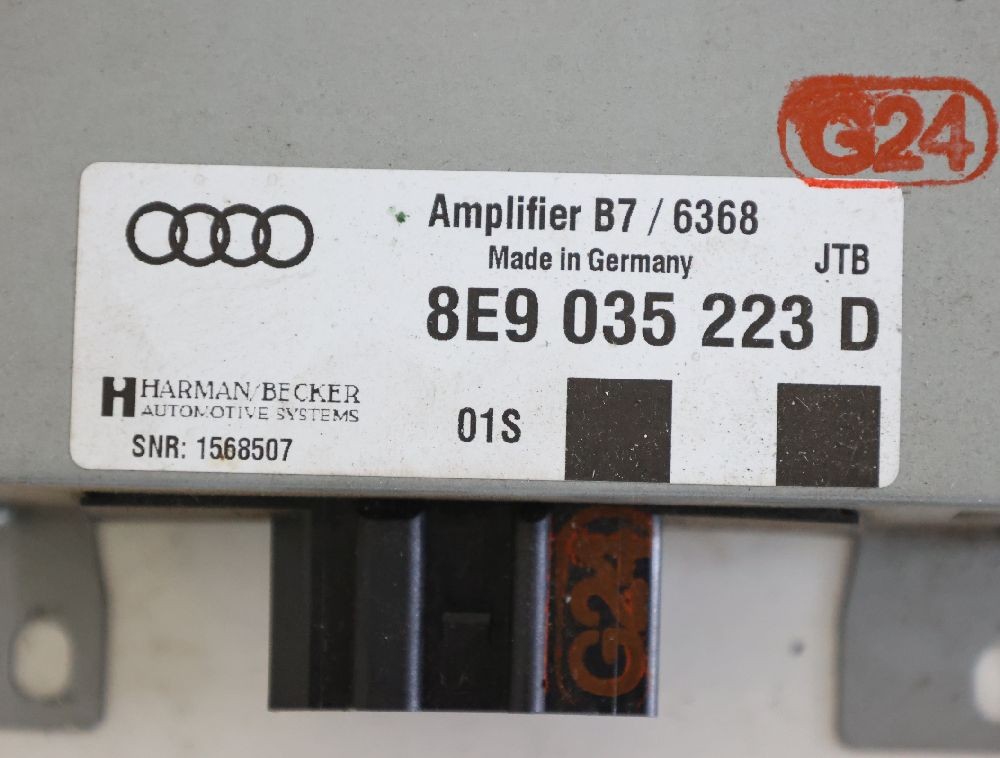 G24
Amplifier B7 / 6368
Made in Germany JTB
8E9 035 223 D
H HARMAN/BECKER
AUTOMOTIVE SYSTEMS
01S
SNR: 1568507
G24